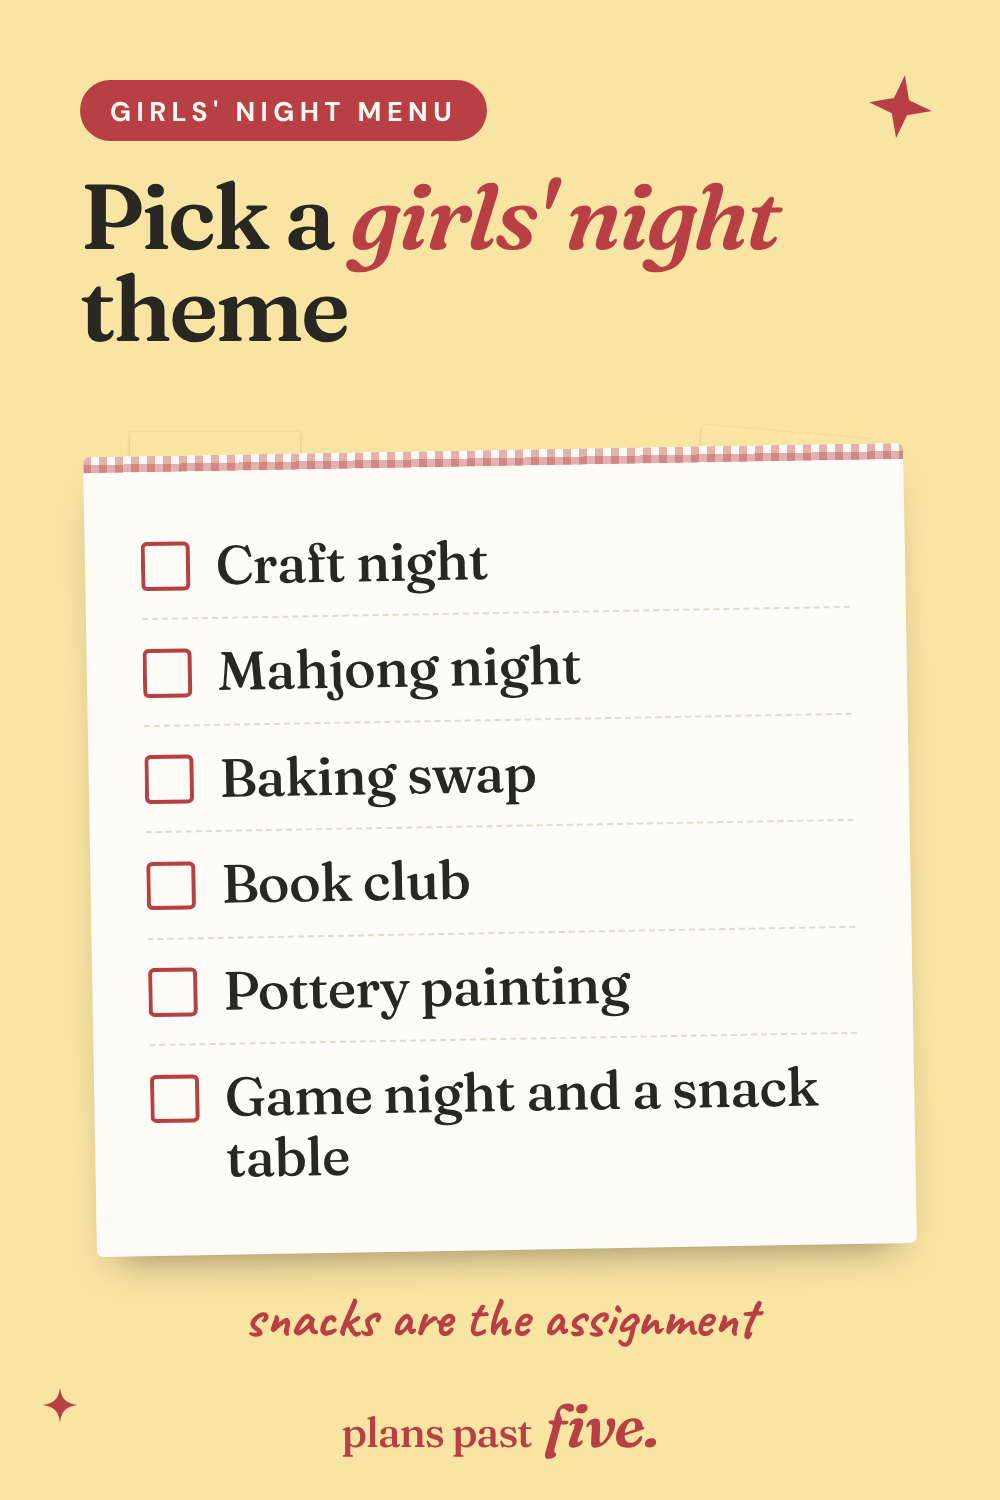 GIRLS' NIGHT MENU
Pick a girls' night
theme
Craft night
Mahjong night
Baking swap
Book club
Pottery painting
Game night and a snack
table
snacks are the assignment
plans past five.